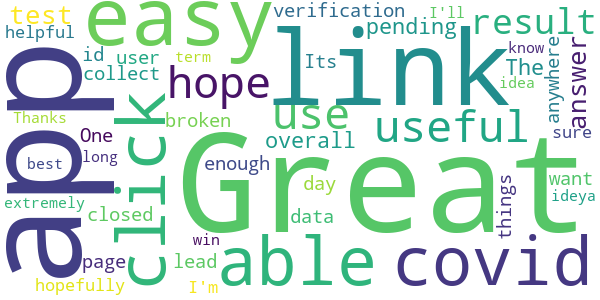 app
easy
link
Great
test
helpful
id
user
collect
click
hope
verification
I'll
pending
result
The
know
idea
anywhere
answer
Its
term
Thanks
One
broken
use
useful
overall
sure
best
long
enough
want
ideya
extremely
closed
day
data
things
page
win
lead
able
covid
hopefully
I'm